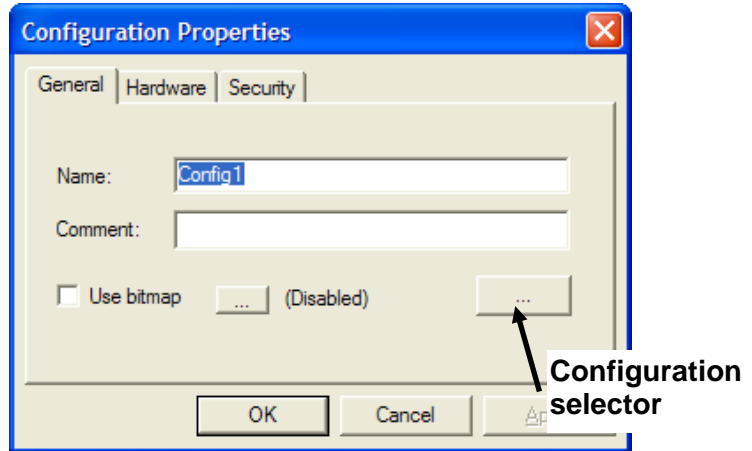 Configuration Properties
General Hardware Security
Name: Config1
Comment:
Use bitmap ... (Disabled) ...
Configuration
selector
OK Cancel